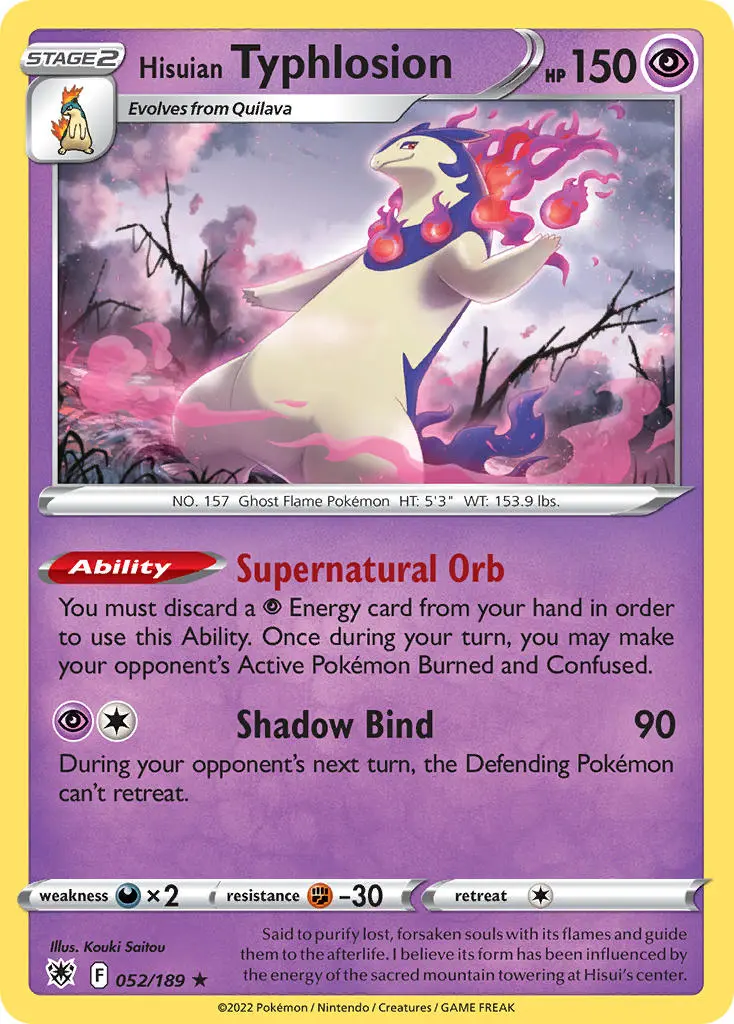 STAGE2
Hisuian Typhlosion
HP 150
Evolves from Quilava
NO. 157 Ghost Flame Pokémon HT: 5'3" WT: 153.9 lbs.
Ability Supernatural Orb
You must discard a Energy card from your hand in order
to use this Ability. Once during your turn, you may make
your opponent's Active Pokémon Burned and Confused.
Shadow Bind 90
During your opponent's next turn, the Defending Pokémon
can't retreat.
weakness ×2 resistance -30 retreat
Illus. Kouki Saitou
Said to purify lost, forsaken souls with its flames and guide
them to the afterlife. I believe its form has been influenced by
the energy of the sacred mountain towering at Hisui's center.
F 052/189 ★
©2022 Pokémon / Nintendo / Creatures / GAME FREAK